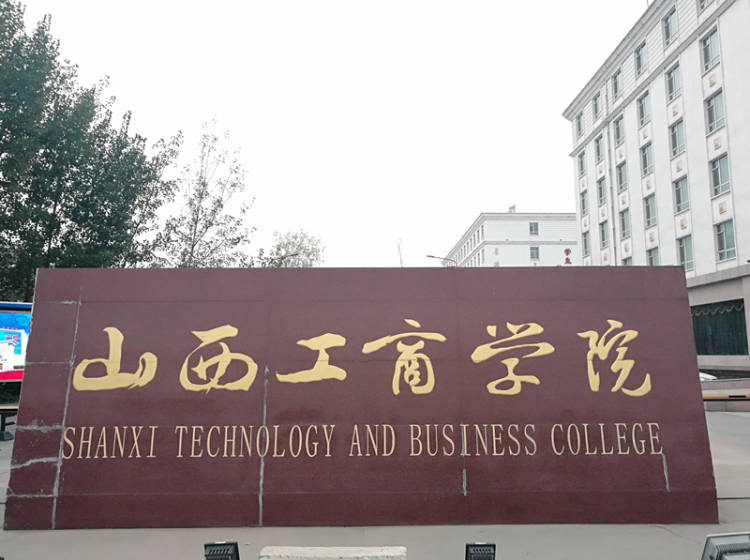 山西工商学院
SHANXI TECHNOLOGY AND BUSINESS COLLEGE